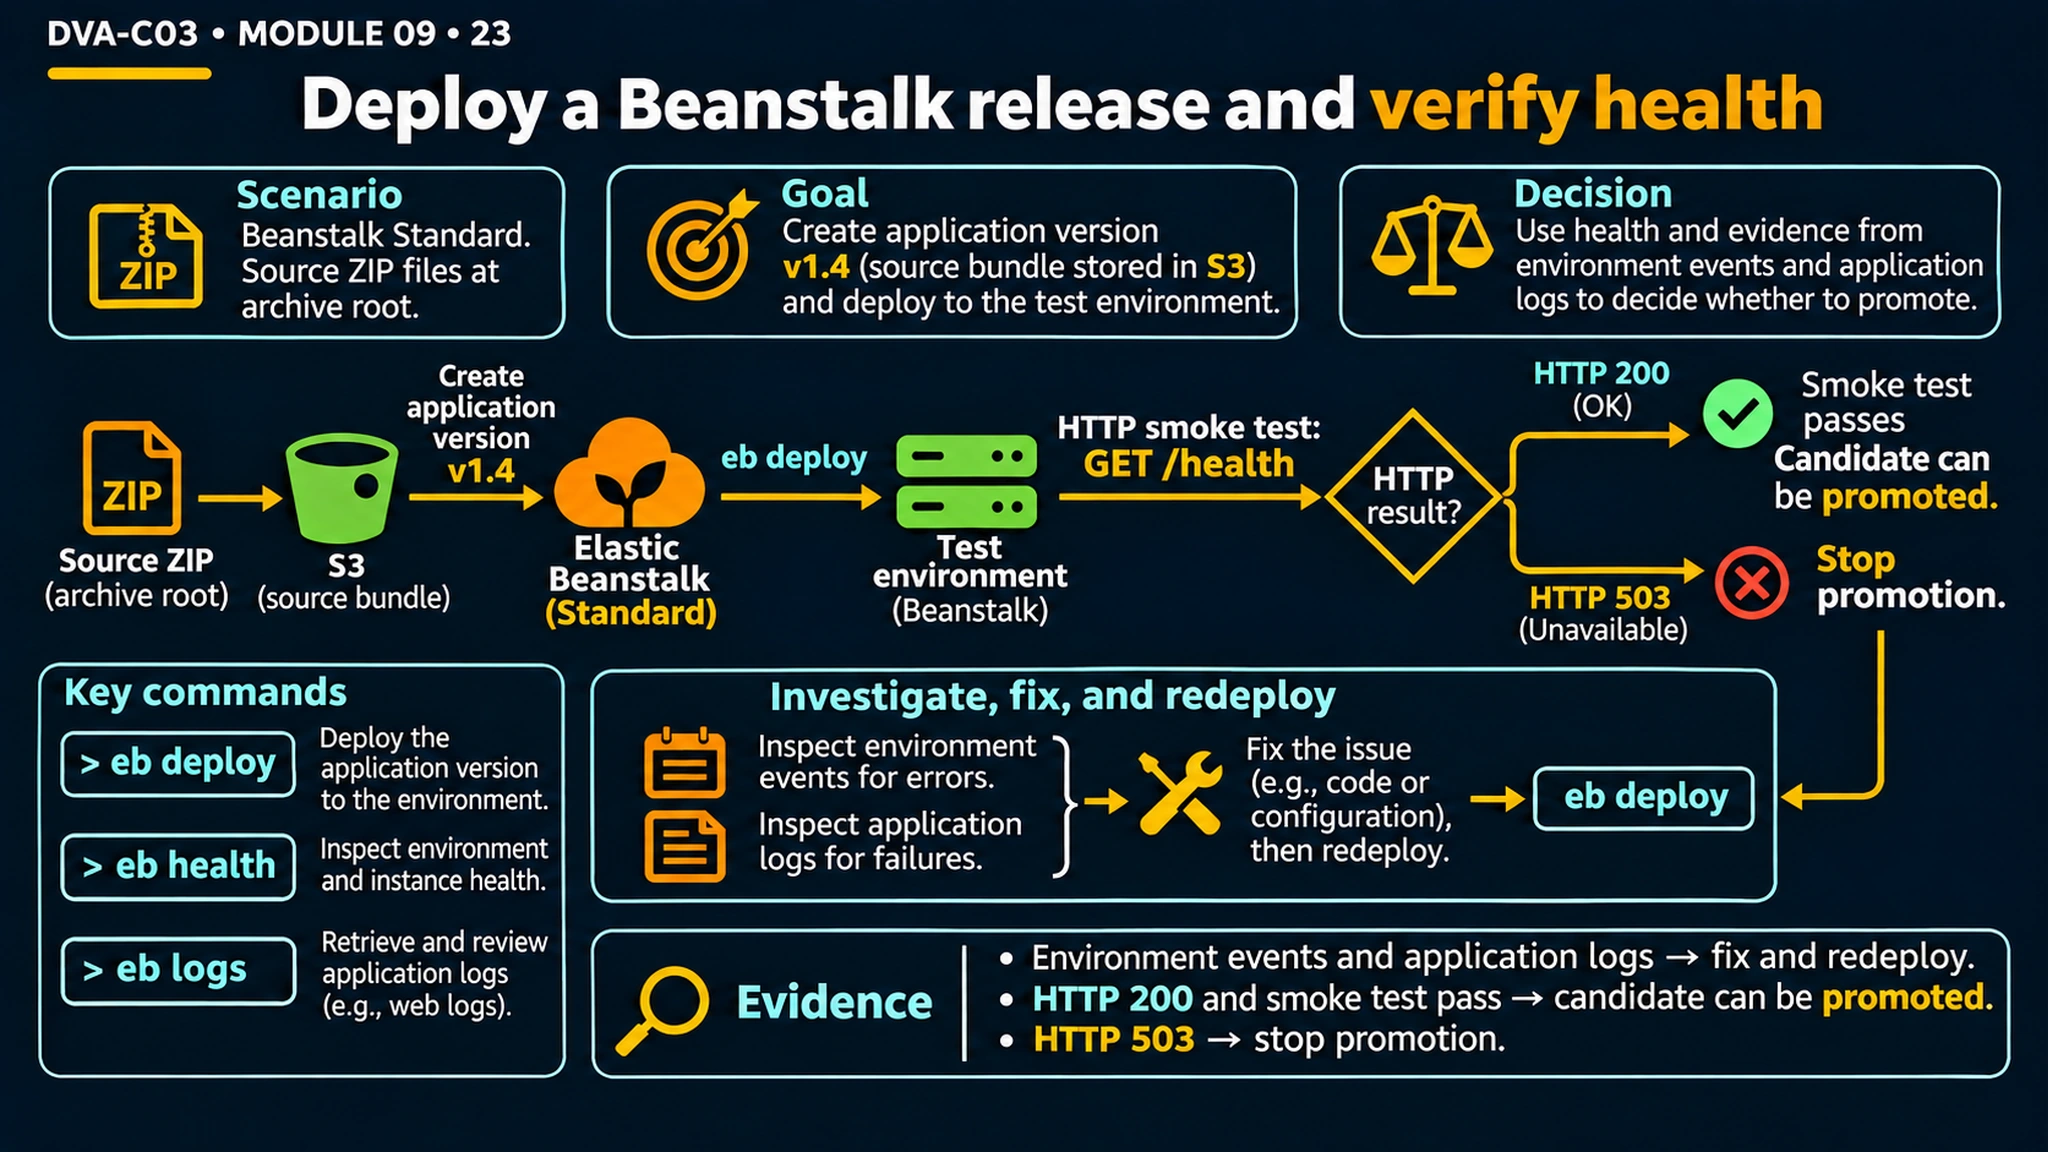 DVA-C03 • MODULE 09 • 23
Deploy a Beanstalk release and verify health
Scenario
Beanstalk Standard.
Source ZIP files at
archive root.
ZIP
Goal
Create application version
v1.4 (source bundle stored in S3)
and deploy to the test environment.
Decision
Use health and evidence from
environment events and application
logs to decide whether to promote.
ZIP
Source ZIP
(archive root)
S3
(source bundle)
Create
application
version
v1.4
Elastic
Beanstalk
(Standard)
eb deploy
Test
environment
(Beanstalk)
HTTP smoke test:
GET /health
HTTP
result?
HTTP 200
(OK)
Smoke test
passes
Candidate can
be promoted.
HTTP 503
(Unavailable)
Stop
promotion.
Key commands
> eb deploy
Deploy the
application version
to the environment.
> eb health
Inspect environment
and instance health.
> eb logs
Retrieve and review
application logs
(e.g., web logs).
Investigate, fix, and redeploy
Inspect environment
events for errors.
Inspect application
logs for failures.
Fix the issue
(e.g., code or
configuration),
then redeploy.
eb deploy
Evidence
• Environment events and application logs → fix and redeploy.
• HTTP 200 and smoke test pass → candidate can be promoted.
• HTTP 503 → stop promotion.